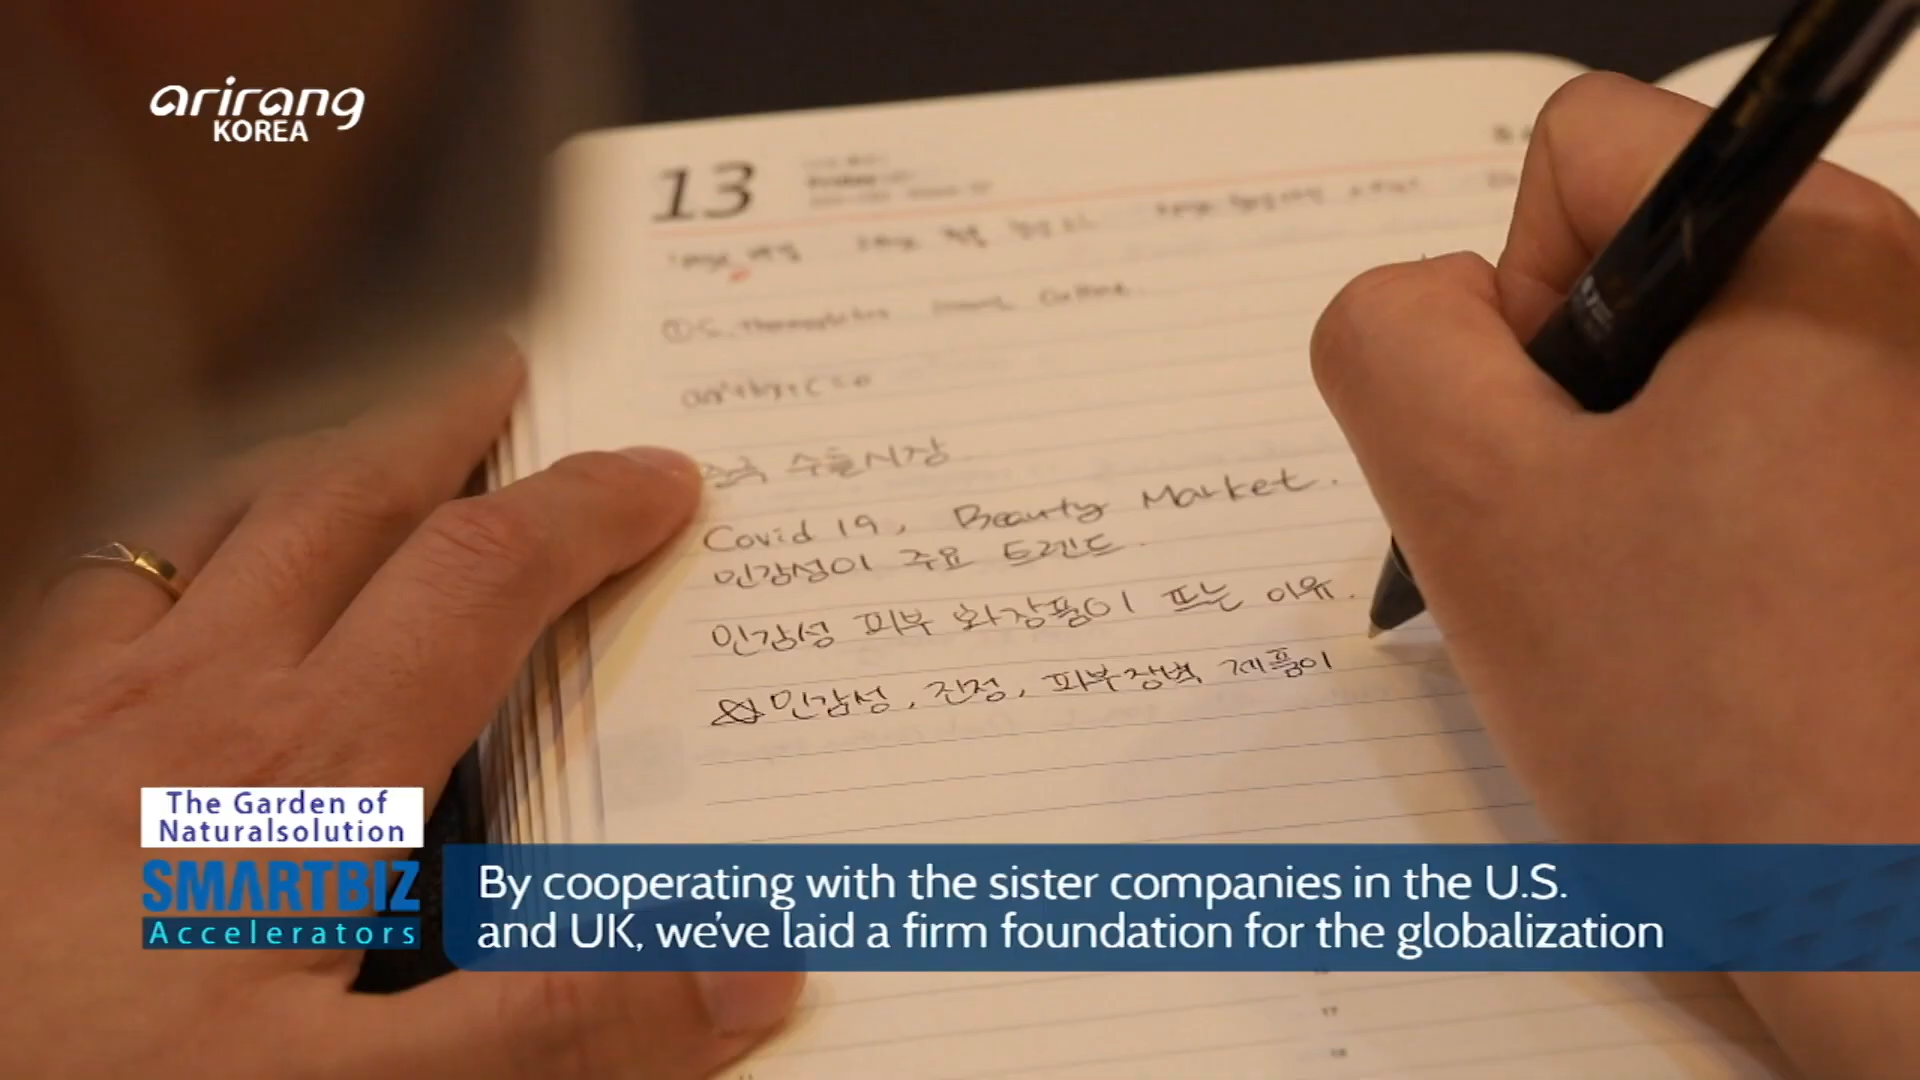 arirang
KOREA
13
Friday
수출시장
Covid 19, Beauty Market.
민감성이 주요 트렌드.
민감성 피부 화장품이 뜨는 이유.
민감성, 진정, 피부장벽 제품이
The Garden of
Naturalsolution
SMARTBIZ
Accelerators
By cooperating with the sister companies in the U.S.
and UK, we've laid a firm foundation for the globalization
17
18